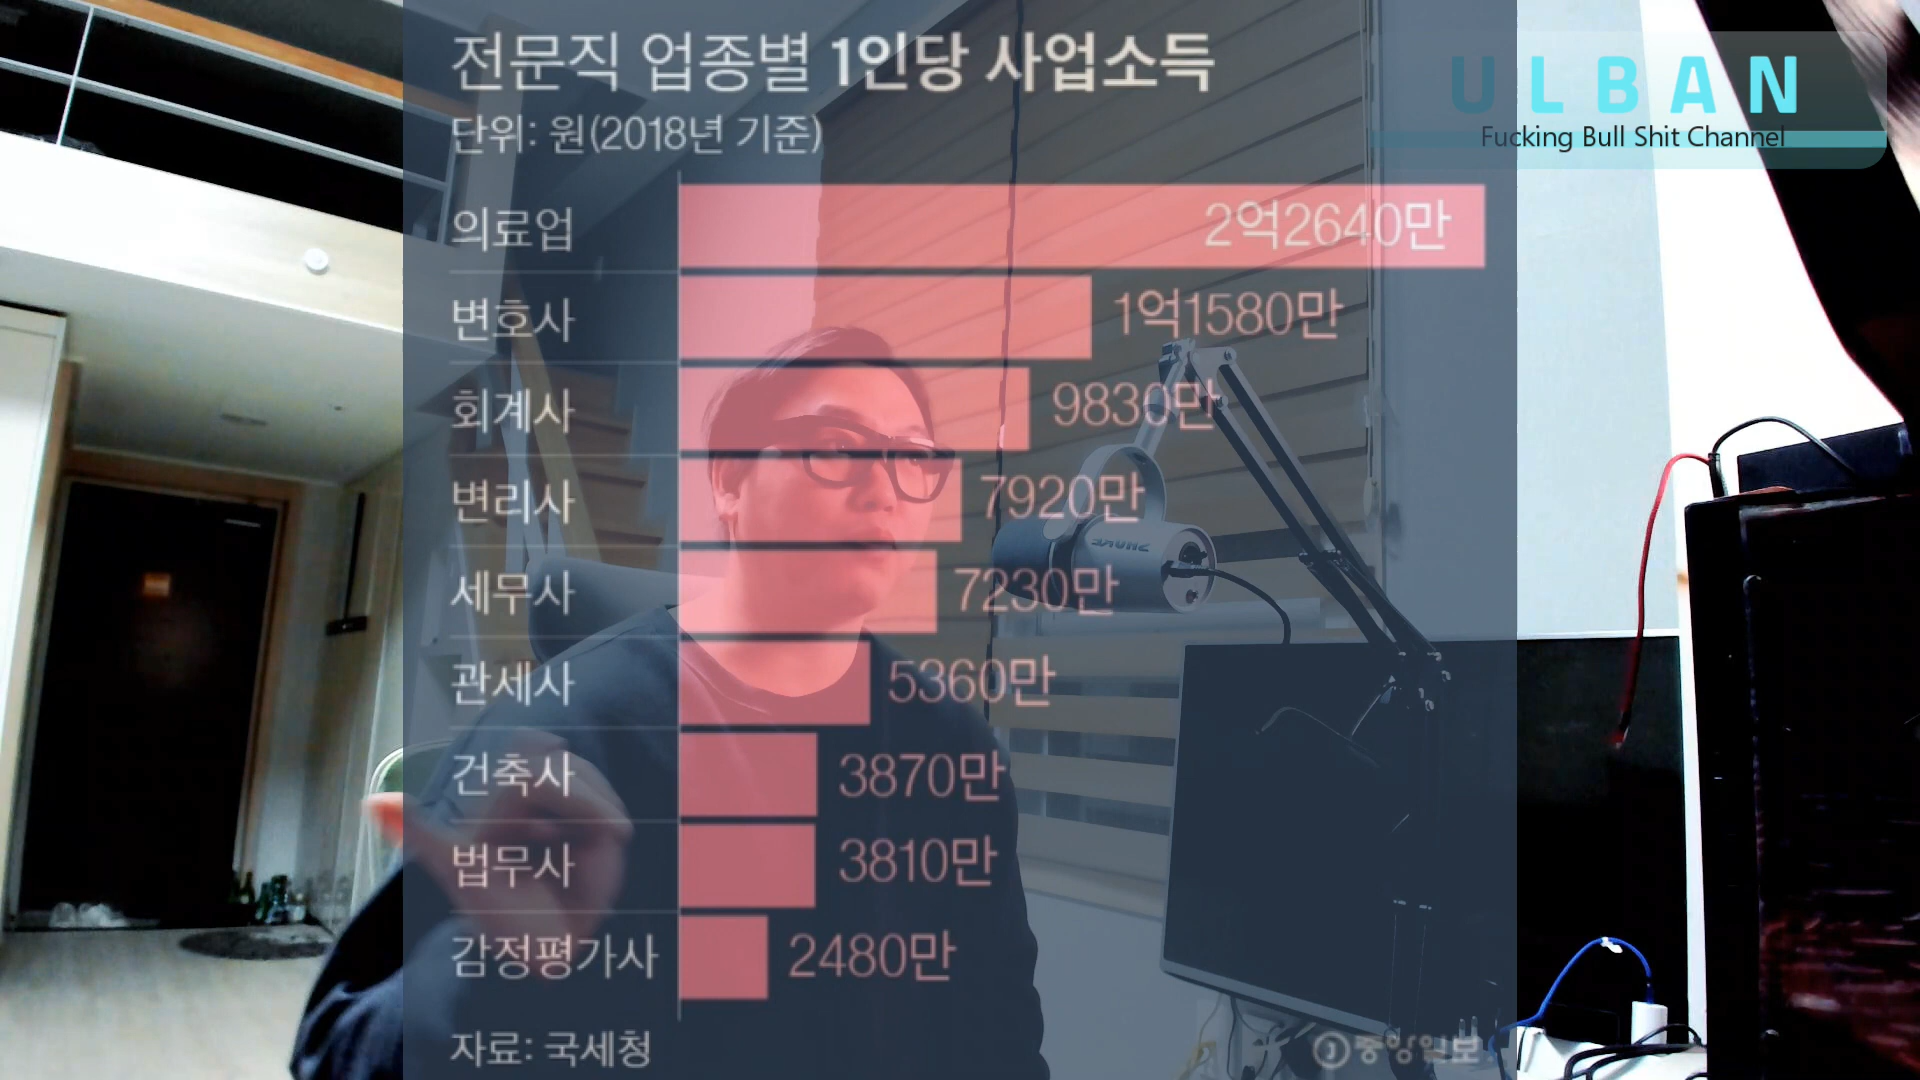 전문직 업종별 1인당 사업소득
단위: 원(2018년 기준)
ULBAN
Fucking Bull Shit Channel
의료업 2억2640만
변호사 1억1580만
회계사 9830만
변리사 7920만
세무사 7230만
관세사 5360만
건축사 3870만
법무사 3810만
감정평가사 2480만
자료: 국세청
중앙일보
SHURE